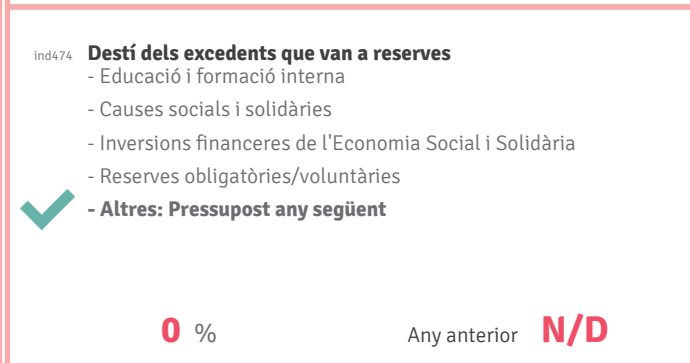 ind474 Destí dels excedents que van a reserves
- Educació i formació interna
- Causes socials i solidàries
- Inversions financeres de l'Economia Social i Solidària
- Reserves obligatòries/voluntàries
- Altres: Pressupost any següent
0 % Any anterior N/D